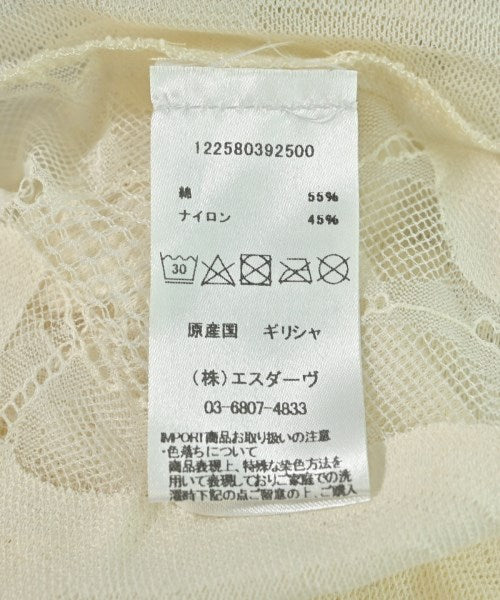 122580392500
綿 55%
ナイロン 45%
30
原産国 ギリシャ
(株)エスダーヴ
03-6807-4833
IMPORT商品お取り扱いの注意
・色落ちについて
商品表現上、特殊な染色方法を
用いて表現しておりご家庭での洗
濯時下記の点ご留意の上、ご購入